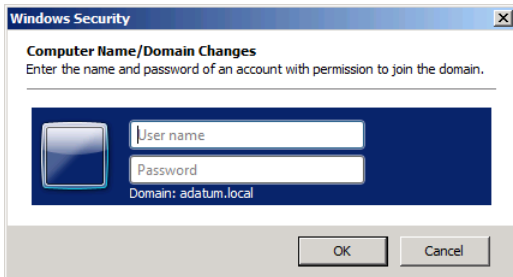 Windows Security
Computer Name/Domain Changes
Enter the name and password of an account with permission to join the domain.
User name
Password
Domain: adatum.local
OK
Cancel